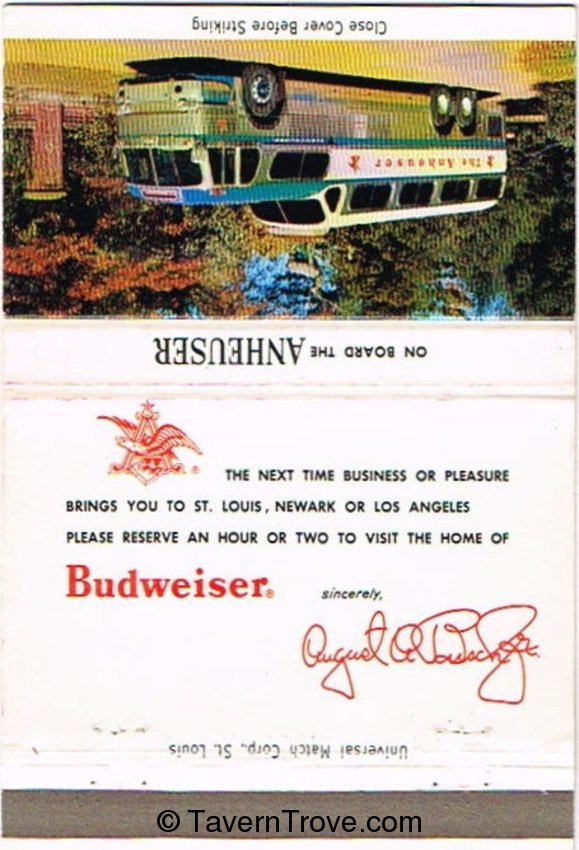 Close Cover Before Striking
The Anheuser
ON BOARD THE ANHEUSER
THE NEXT TIME BUSINESS OR PLEASURE
BRINGS YOU TO ST. LOUIS, NEWARK OR LOS ANGELES
PLEASE RESERVE AN HOUR OR TWO TO VISIT THE HOME OF
Budweiser®
sincerely,
August A Busch Jr.
Universal Match Corp., St. Louis
© TavernTrove.com